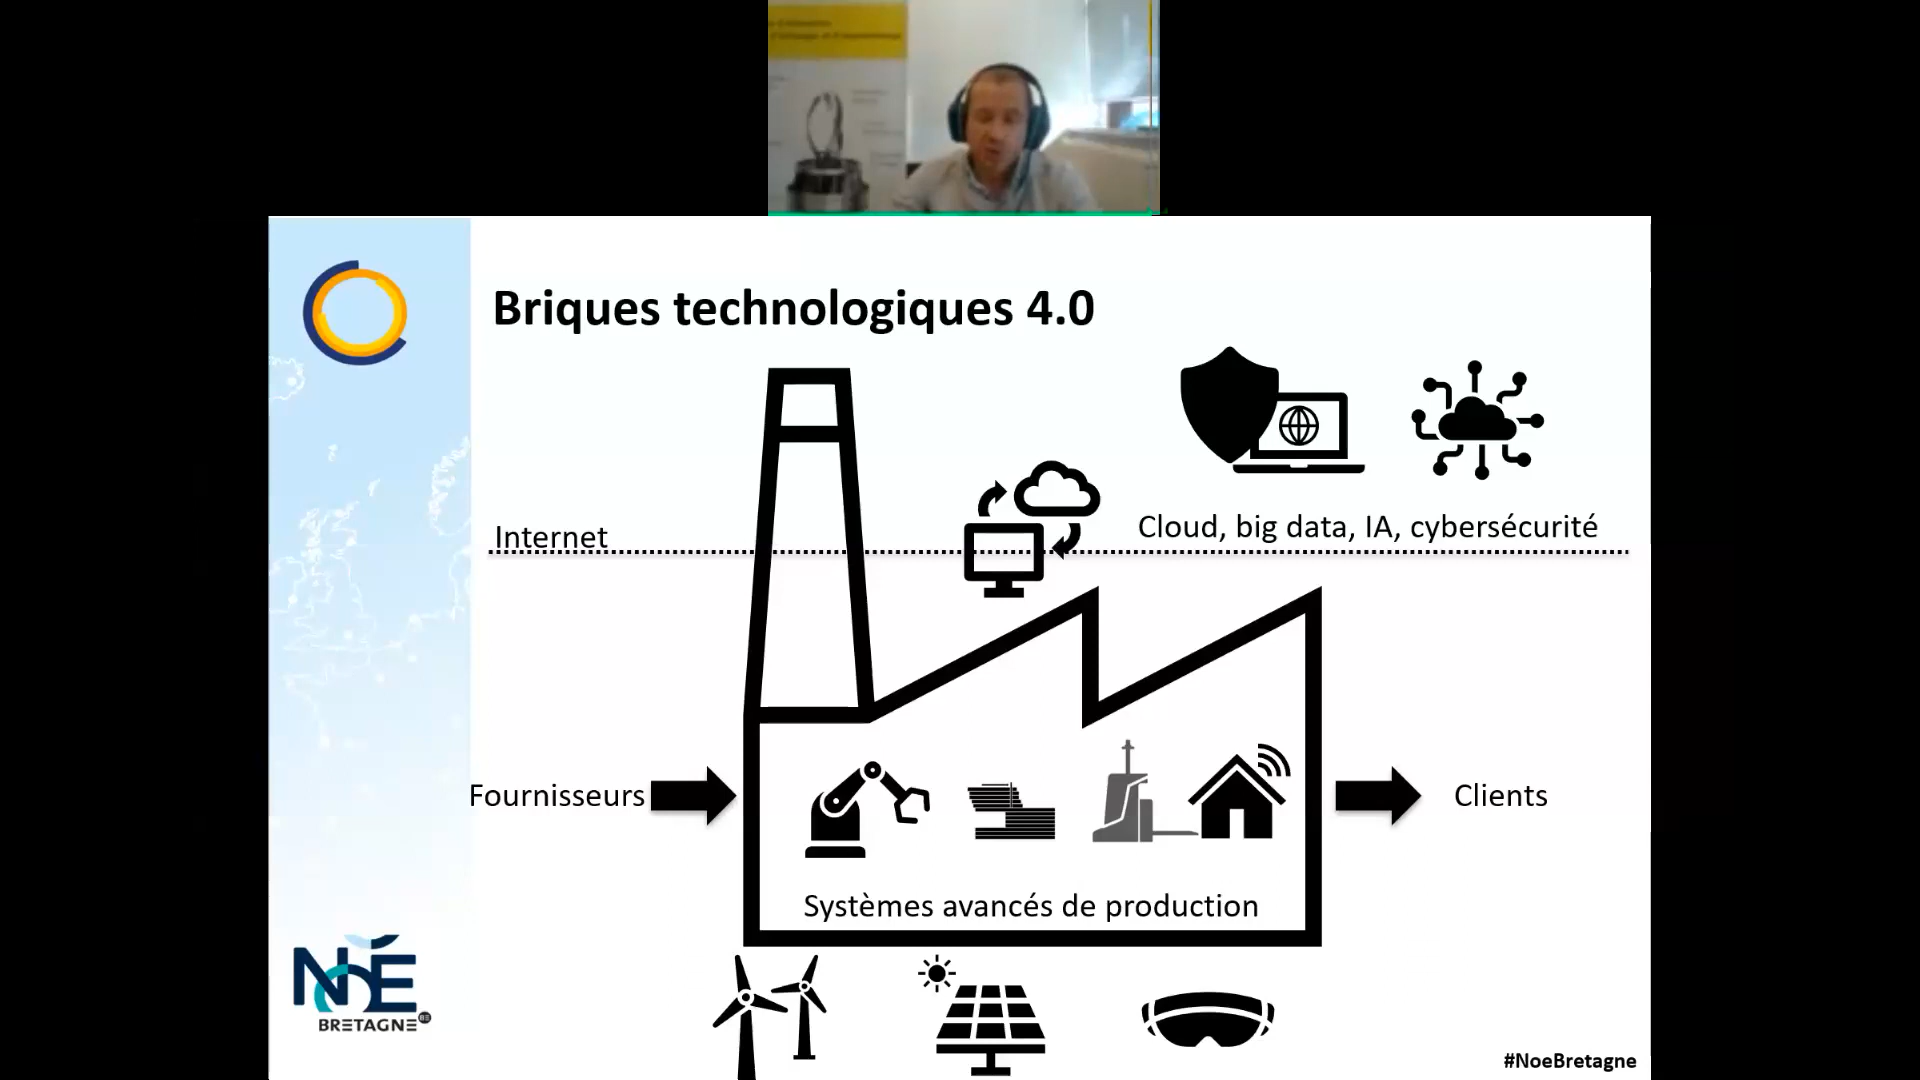 Briques technologiques 4.0
Internet
Cloud, big data, IA, cybersécurité
Fournisseurs
Clients
Systèmes avancés de production
NOÉ
BRETAGNE
#NoeBretagne